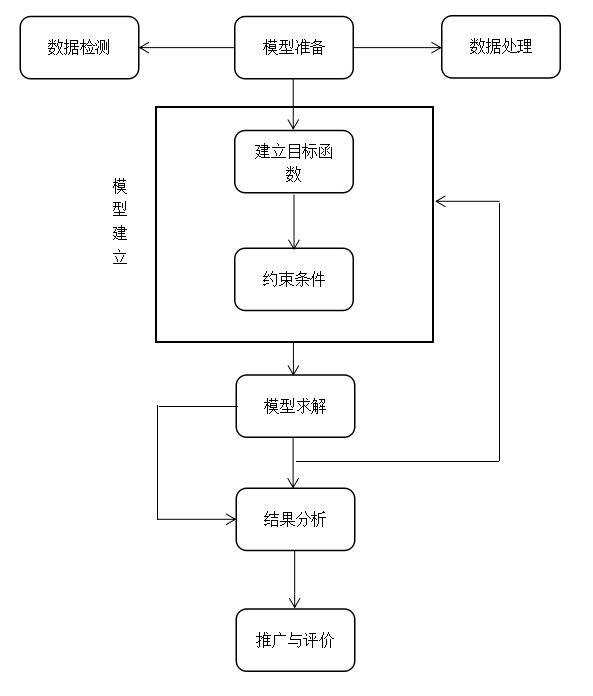 数据检测
模型准备
数据处理
建立目标函
数
模
型
建
立
约束条件
模型求解
结果分析
推广与评价